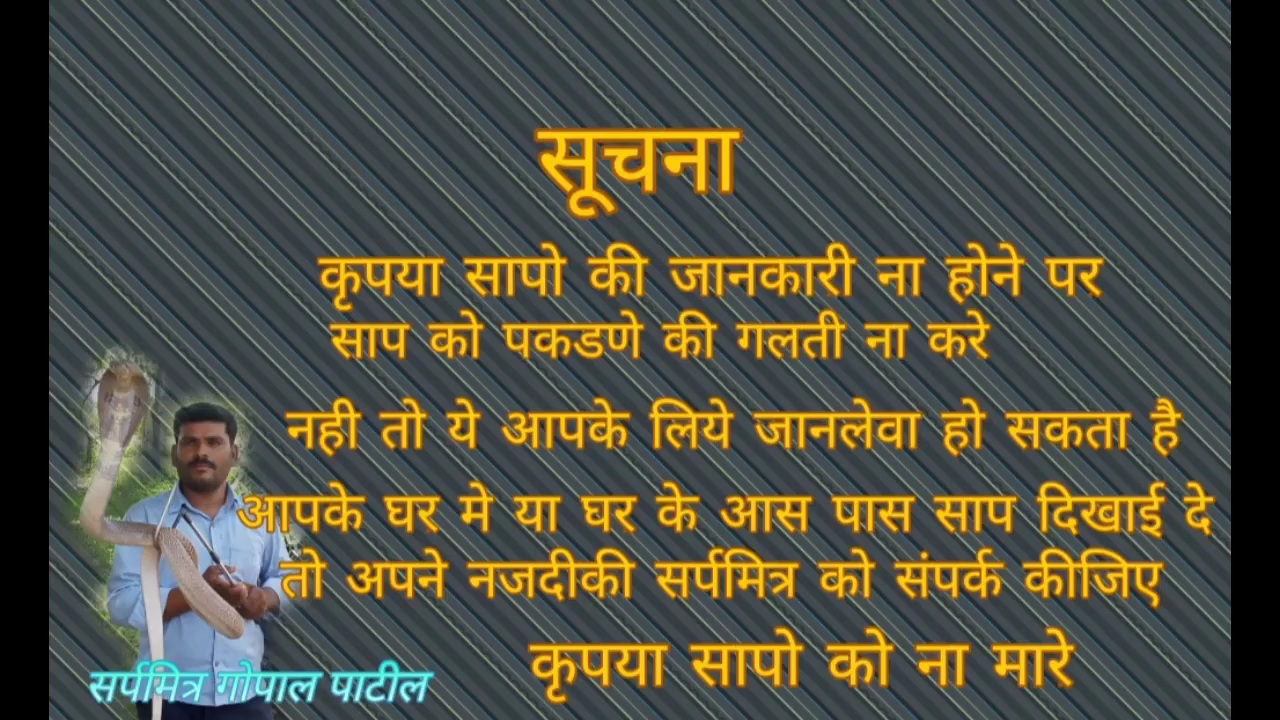 सूचना
कृपया सापो की जानकारी ना होने पर
साप को पकडणे की गलती ना करे
नही तो ये आपके लिये जानलेवा हो सकता है
आपके घर मे या घर के आस पास साप दिखाई दे
तो अपने नजदीकी सर्पमित्र को संपर्क कीजिए
कृपया सापो को ना मारे
सर्पमित्र गोपाल पाटील